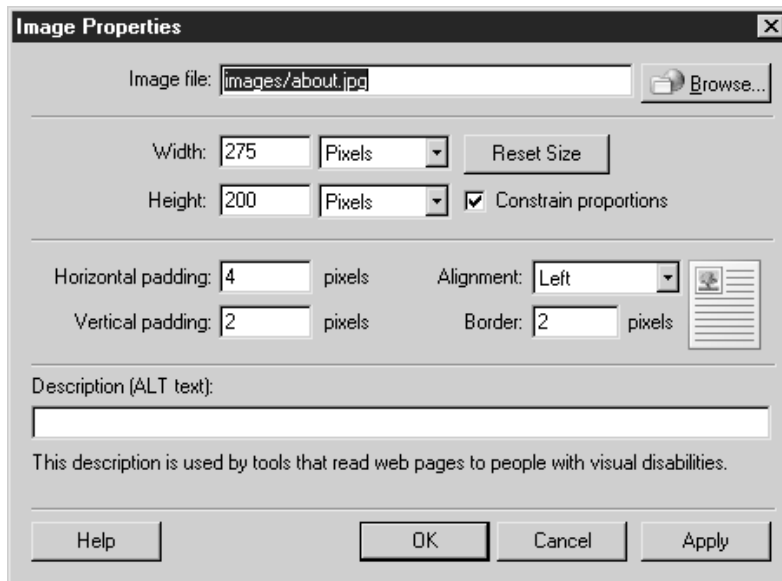 Image Properties
Image file: images/about.jpg Browse...
Width: 275 Pixels Reset Size
Height: 200 Pixels Constrain proportions
Horizontal padding: 4 pixels Alignment: Left
Vertical padding: 2 pixels Border: 2 pixels
Description (ALT text):
This description is used by tools that read web pages to people with visual disabilities.
Help OK Cancel Apply